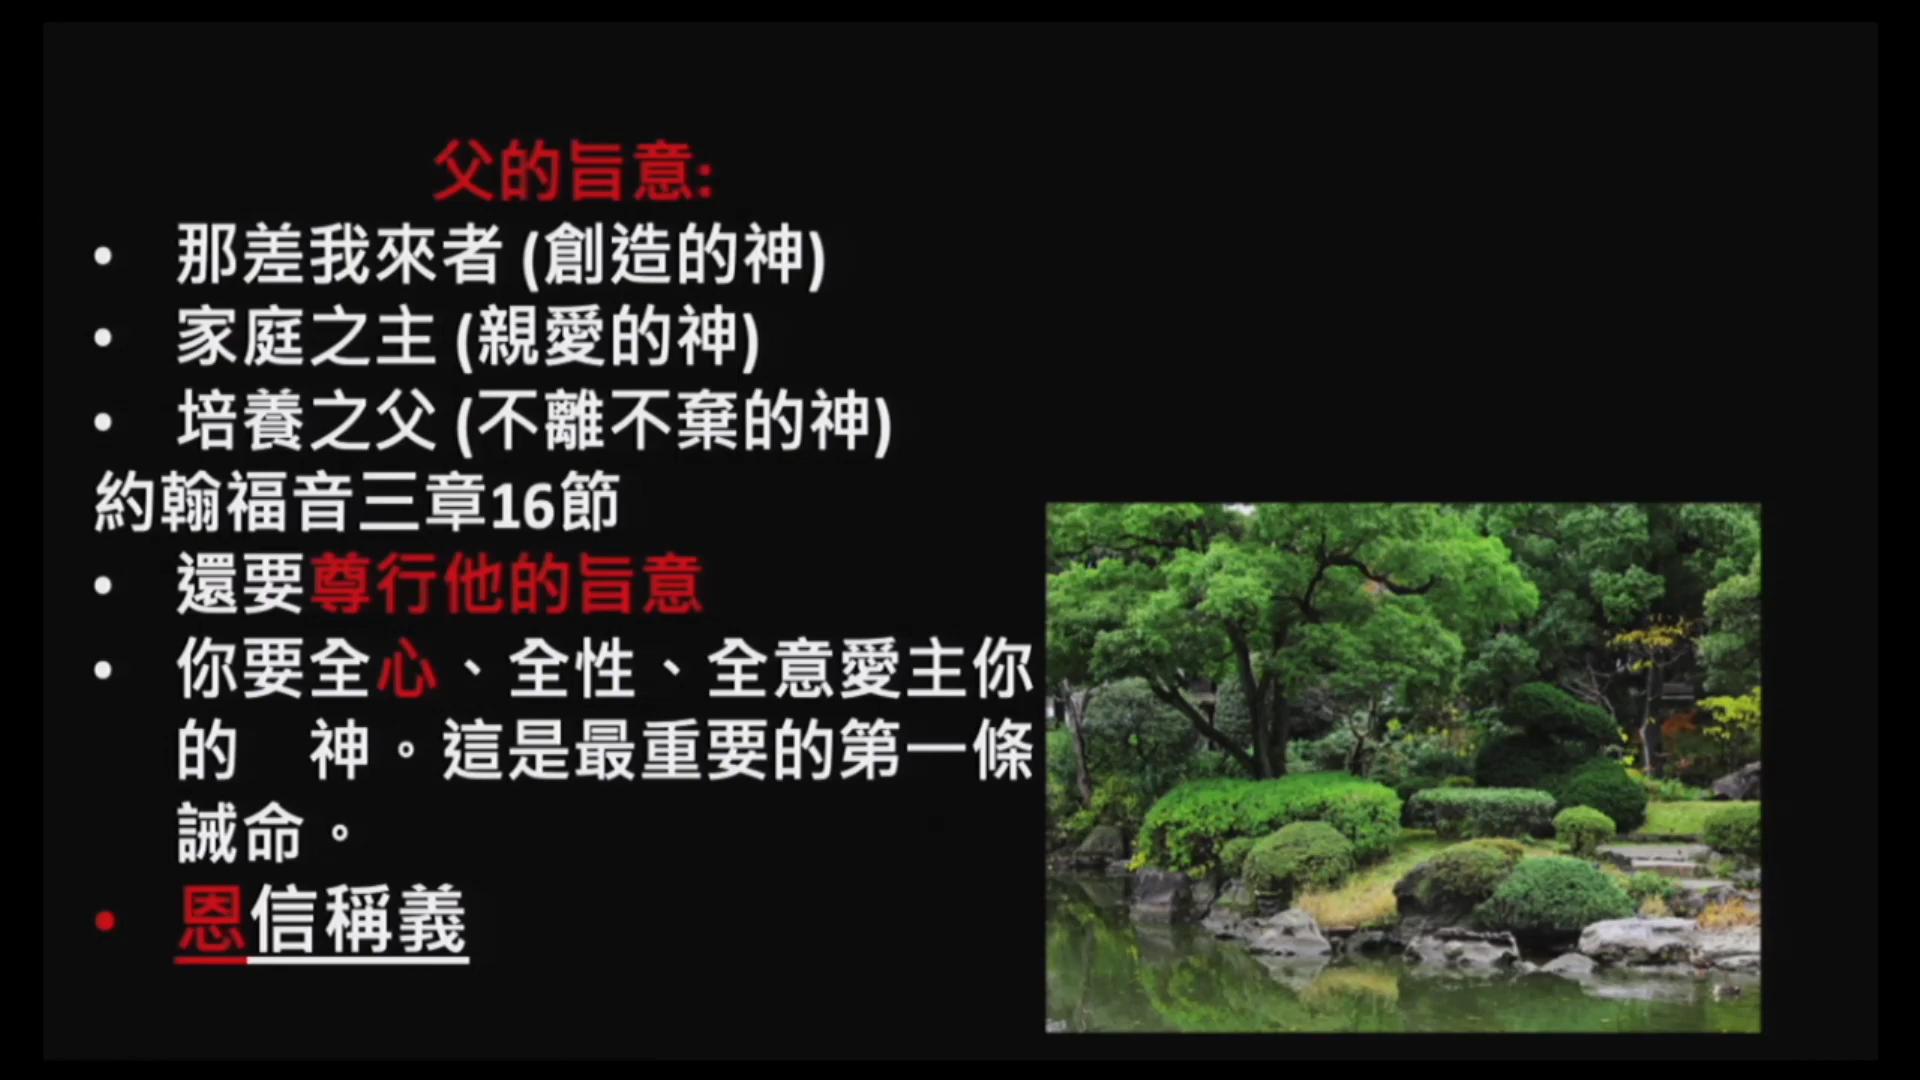 父的旨意:
• 那差我來者 (創造的神)
• 家庭之主 (親愛的神)
• 培養之父 (不離不棄的神)
約翰福音三章16節
• 還要尊行他的旨意
• 你要全心、全性、全意愛主你
的　神。這是最重要的第一條
誡命。
• 恩信稱義